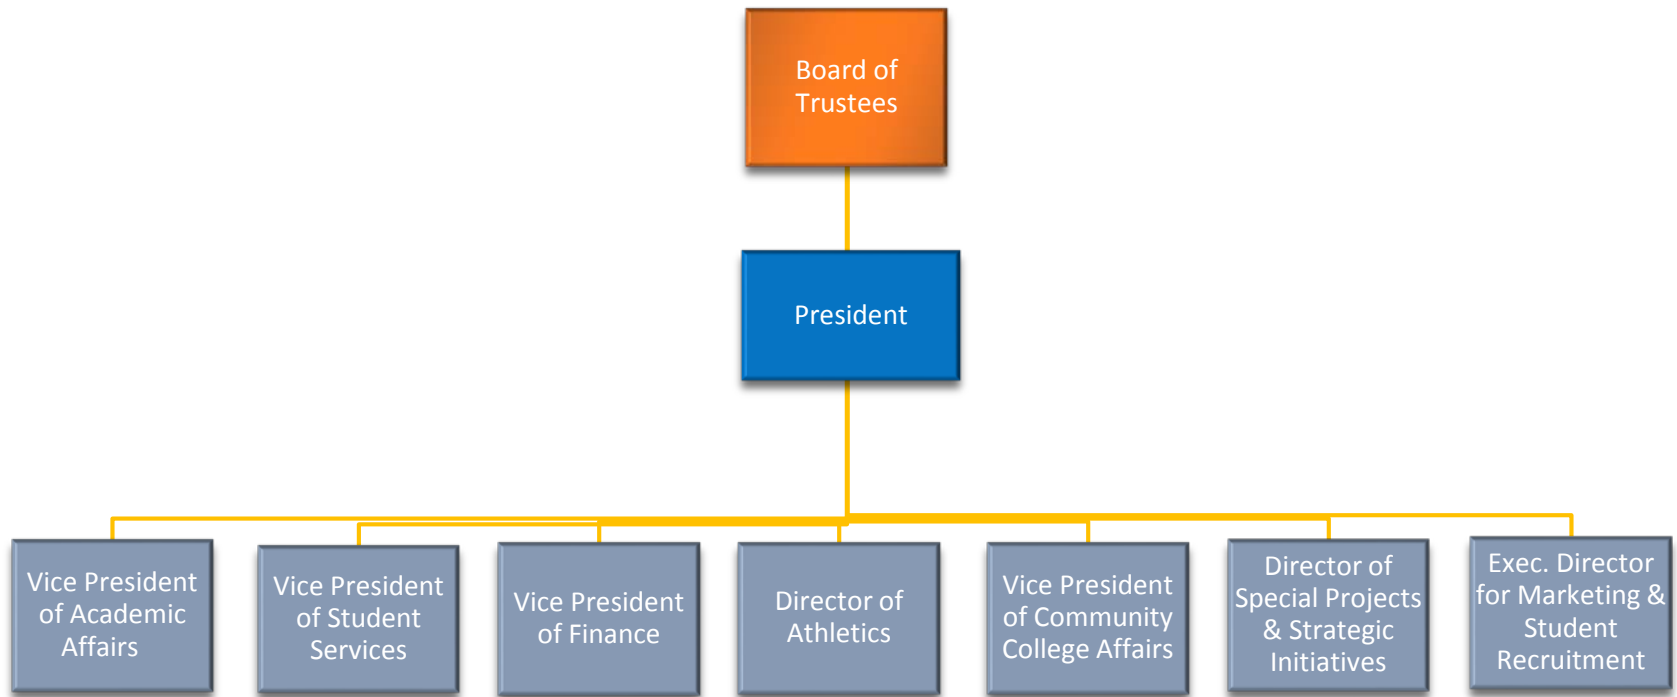 Board of
Trustees
President
Vice President
of Academic
Affairs
Vice President
of Student
Services
Vice President
of Finance
Director of
Athletics
Vice President
of Community
College Affairs
Director of
Special Projects
& Strategic
Initiatives
Exec. Director
for Marketing &
Student
Recruitment